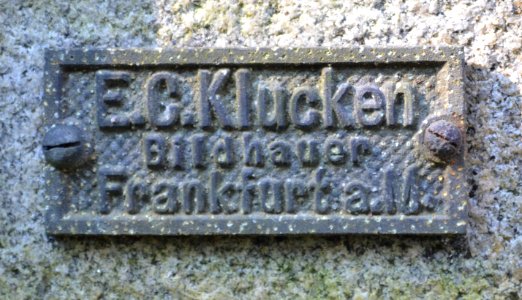 E.G. Klucken
Bildhauer
Frankfurt a. M.